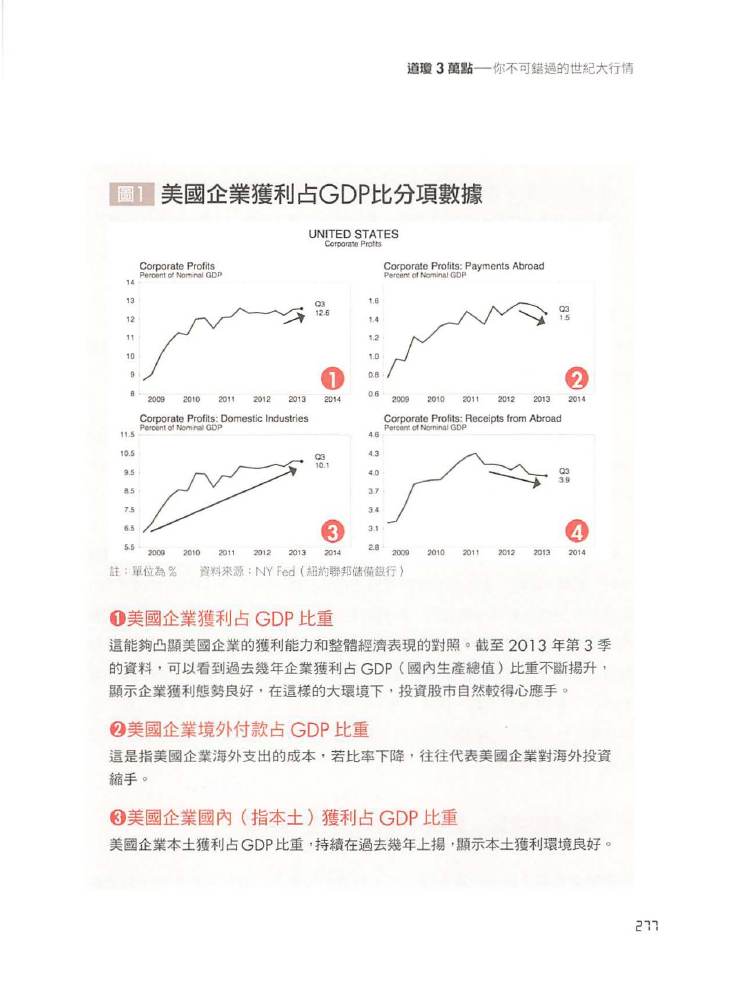 道瓊 3 萬點──你不可錯過的世紀大行情
圖1 美國企業獲利占GDP比分項數據
UNITED STATES
Corporate Profits
Corporate Profits
Percent of Nominal GDP
14
13
12
11
10
9
8
Q3
12.6
1
2009 2010 2011 2012 2013 2014
Corporate Profits: Payments Abroad
Percent of Nominal GDP
1.6
1.4
1.2
1.0
0.8
0.6
Q3
1.5
2
2009 2010 2011 2012 2013 2014
Corporate Profits: Domestic Industries
Percent of Nominal GDP
11.5
10.5
9.5
8.5
7.5
6.5
5.5
Q3
10.1
3
2009 2010 2011 2012 2013 2014
Corporate Profits: Receipts from Abroad
Percent of Nominal GDP
4.6
4.3
4.0
3.7
3.4
3.1
2.8
Q3
3.9
4
2009 2010 2011 2012 2013 2014
註:單位為% 資料來源:NY Fed(紐約聯邦儲備銀行)
❶美國企業獲利占 GDP 比重
這能夠凸顯美國企業的獲利能力和整體經濟表現的對照。截至 2013 年第 3 季
的資料,可以看到過去幾年企業獲利占 GDP(國內生產總值)比重不斷揚升,
顯示企業獲利態勢良好,在這樣的大環境下,投資股市自然較得心應手。
❷美國企業境外付款占 GDP 比重
這是指美國企業海外支出的成本,若比率下降,往往代表美國企業對海外投資
縮手。
❸美國企業國內(指本土)獲利占 GDP 比重
美國企業本土獲利占GDP比重,持續在過去幾年上揚,顯示本土獲利環境良好。
277